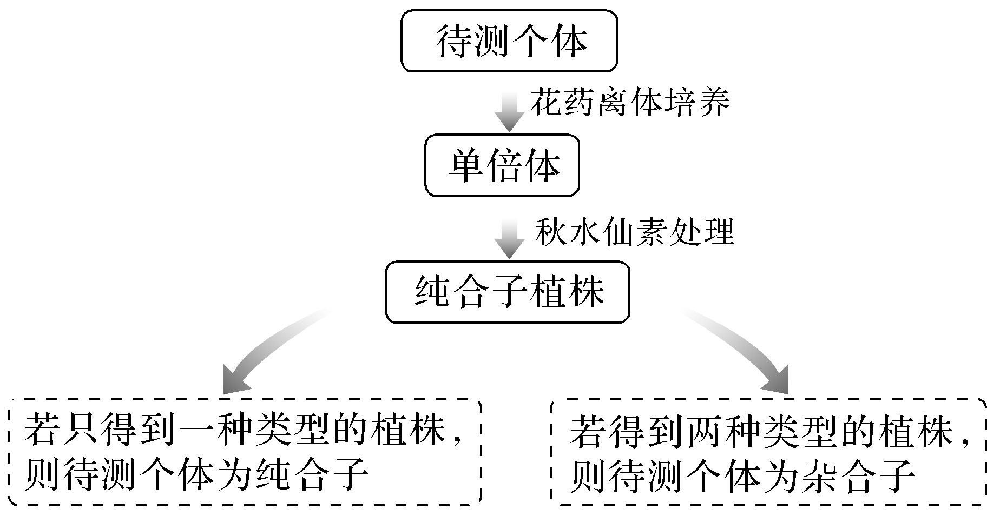 待测个体
花药离体培养
单倍体
秋水仙素处理
纯合子植株
若只得到一种类型的植株，
则待测个体为纯合子
若得到两种类型的植株，
则待测个体为杂合子